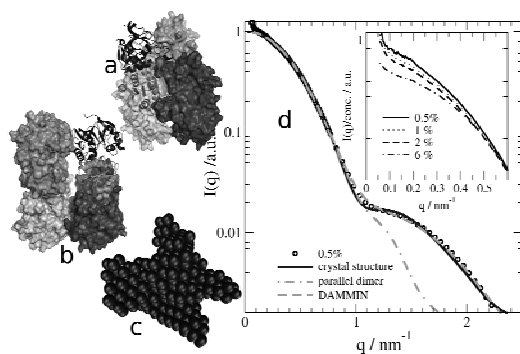 a
b
c
d
1
0.1
0.01
I(q) /a.u.
0
1
2
q / nm⁻¹
0.5%
crystal structure
parallel dimer
DAMMIN
1
I(q)/conc. / a.u.
0.5%
1 %
2 %
6 %
0
0.1
0.2
0.3
0.4
0.5
q / nm⁻¹